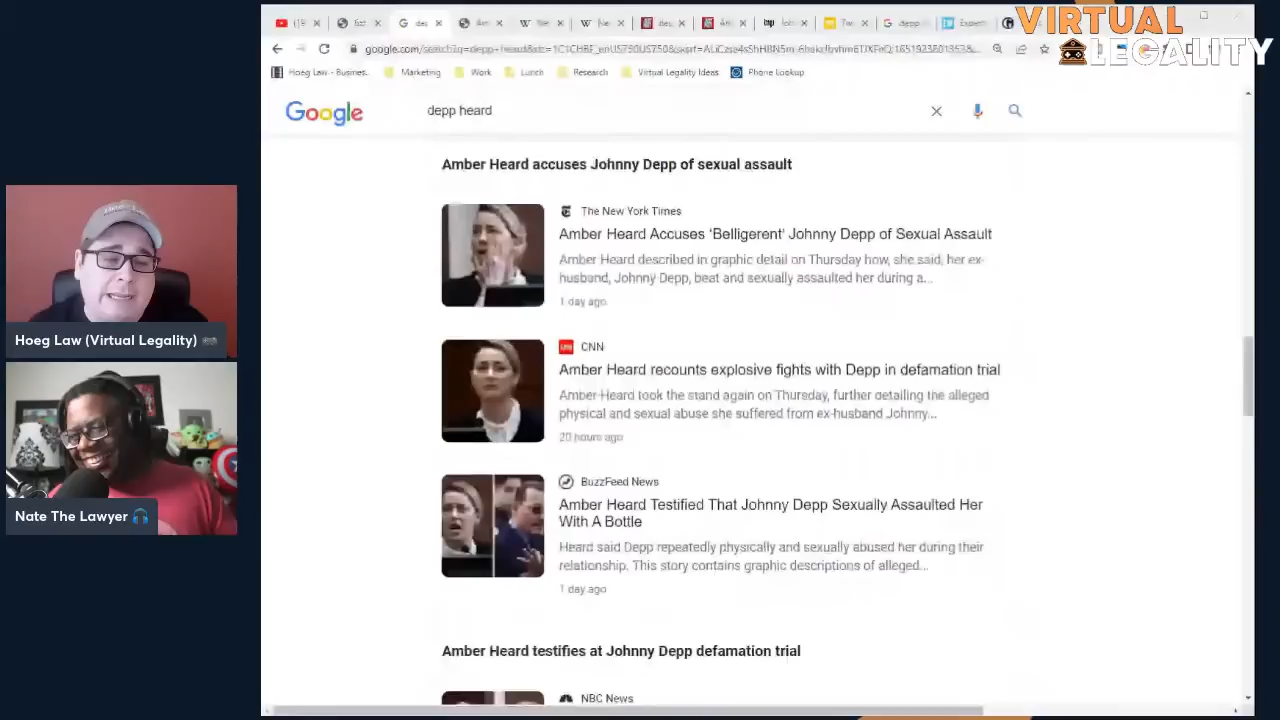 VIRTUAL
LEGALITY
Hoeg Law - Busines..
Marketing
Work
Lunch
Research
Virtual Legality Ideas
Phone Lookup
Google
depp heard
Amber Heard accuses Johnny Depp of sexual assault
The New York Times
Amber Heard Accuses ‘Belligerent’ Johnny Depp of Sexual Assault
Amber Heard described in graphic detail on Thursday how, she said, her ex-
husband, Johnny Depp, beat and sexually assaulted her during a...
1 day ago
CNN
Amber Heard recounts explosive fights with Depp in defamation trial
Amber Heard took the stand again on Thursday, further detailing the alleged
physical and sexual abuse she suffered from ex-husband Johnny...
20 hours ago
BuzzFeed News
Amber Heard Testified That Johnny Depp Sexually Assaulted Her
With A Bottle
Heard said Depp repeatedly physically and sexually abused her during their
relationship. This story contains graphic descriptions of alleged...
1 day ago
Amber Heard testifies at Johnny Depp defamation trial
NBC News
Hoeg Law (Virtual Legality)
Nate The Lawyer